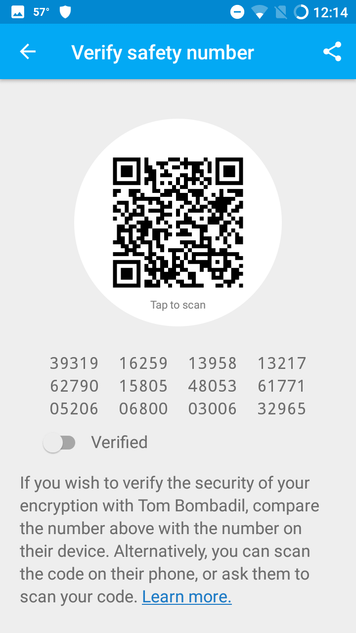 57° 12:14
Verify safety number
Tap to scan
39319 16259 13958 13217
62790 15805 48053 61771
05206 06800 03006 32965
Verified
If you wish to verify the security of your
encryption with Tom Bombadil, compare
the number above with the number on
their device. Alternatively, you can scan
the code on their phone, or ask them to
scan your code. Learn more.